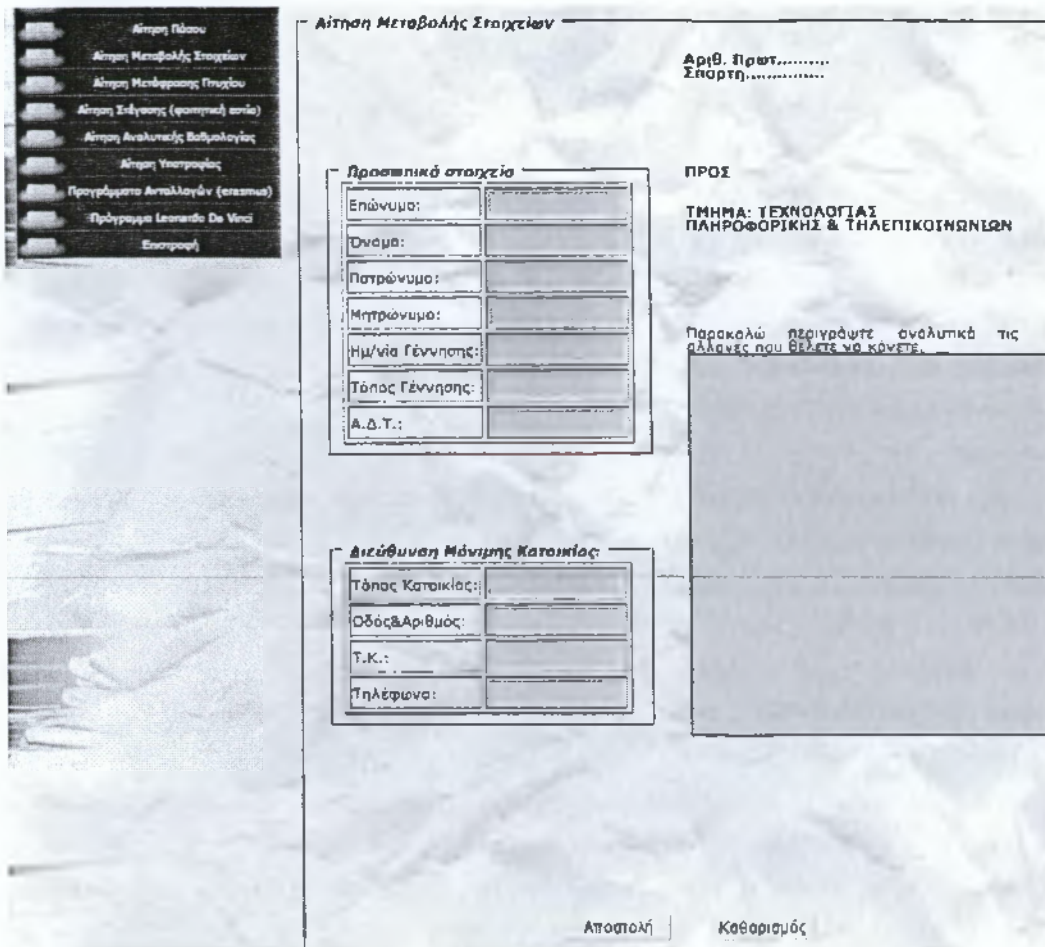 Αίτηση Πάσου
Αίτηση Μεταβολής Στοιχείων
Αίτηση Μετάφρασης Πτυχίου
Αίτηση Στέγασης (φοιτητική εστία)
Αίτηση Αναλυτικής Βαθμολογίας
Αίτηση Υποτροφίας
Προγράμματα Ανταλλαγών (erasmus)
Πρόγραμμα Leonardo Da Vinci
Επιστροφή
Αίτηση Μεταβολής Στοιχείων
Αριθ. Πρωτ..........
Σπάρτη...............
Προσωπικά στοιχεία
Επώνυμο:
Όνομα:
Πατρώνυμο:
Μητρώνυμο:
Ημ/νία Γέννησης:
Τόπος Γέννησης:
Α.Δ.Τ.:
ΠΡΟΣ
ΤΜΗΜΑ: ΤΕΧΝΟΛΟΓΙΑΣ
ΠΛΗΡΟΦΟΡΙΚΗΣ & ΤΗΛΕΠΙΚΟΙΝΩΝΙΩΝ
Παρακαλώ περιγράψτε αναλυτικά τις
αλλαγές που θέλετε να κάνετε.
Διεύθυνση Μόνιμης Κατοικίας:
Τόπος Κατοικίας:
Οδός&Αριθμός:
Τ.Κ.:
Τηλέφωνο:
Αποστολή
Καθαρισμός